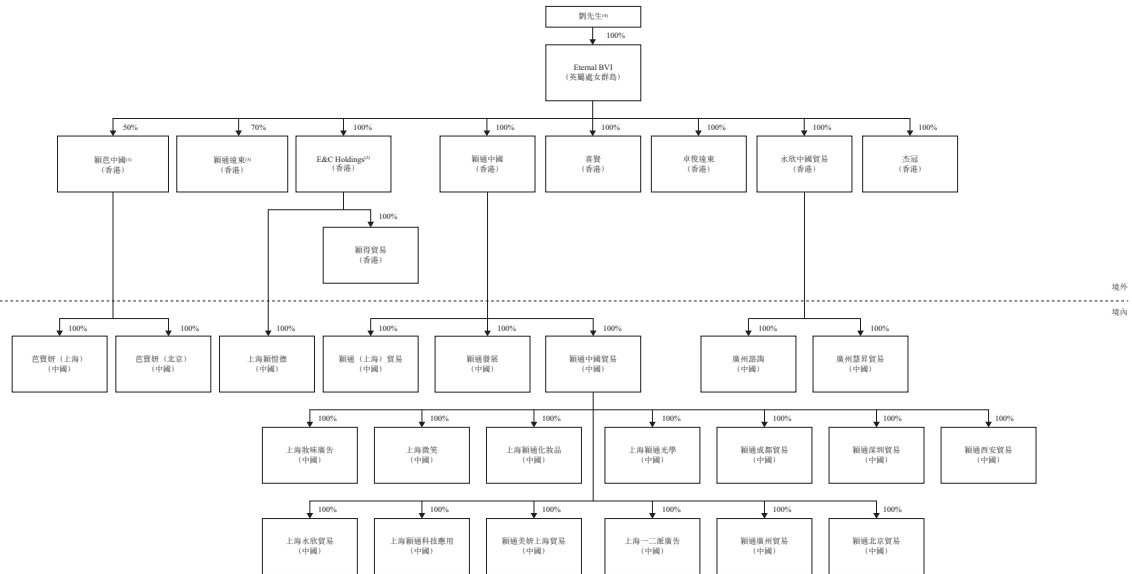 劉先生⁽⁴⁾
100%
Eternal BVI
（英屬處女群島）
50%
70%
100%
100%
100%
100%
100%
100%
穎芭中國⁽¹⁾
（香港）
穎通遠東⁽³⁾
（香港）
E&C Holdings⁽²⁾
（香港）
穎通中國
（香港）
喜賢
（香港）
卓悛遠東
（香港）
永欣中國貿易
（香港）
杰冠
（香港）
100%
穎得貿易
（香港）
境外
境內
100%
100%
100%
100%
100%
100%
100%
100%
芭寶妍（上海）
（中國）
芭寶妍（北京）
（中國）
上海穎愷德
（中國）
穎通（上海）貿易
（中國）
穎通發展
（中國）
穎通中國貿易
（中國）
廣州諮詢
（中國）
廣州慧昇貿易
（中國）
100%
100%
100%
100%
100%
100%
100%
上海妝味廣告
（中國）
上海微笑
（中國）
上海穎通化妝品
（中國）
上海穎通光學
（中國）
穎通成都貿易
（中國）
穎通深圳貿易
（中國）
穎通西安貿易
（中國）
100%
100%
100%
100%
100%
100%
上海永欣貿易
（中國）
上海穎通科技應用
（中國）
穎通美妍上海貿易
（中國）
上海一二派廣告
（中國）
穎通廣州貿易
（中國）
穎通北京貿易
（中國）